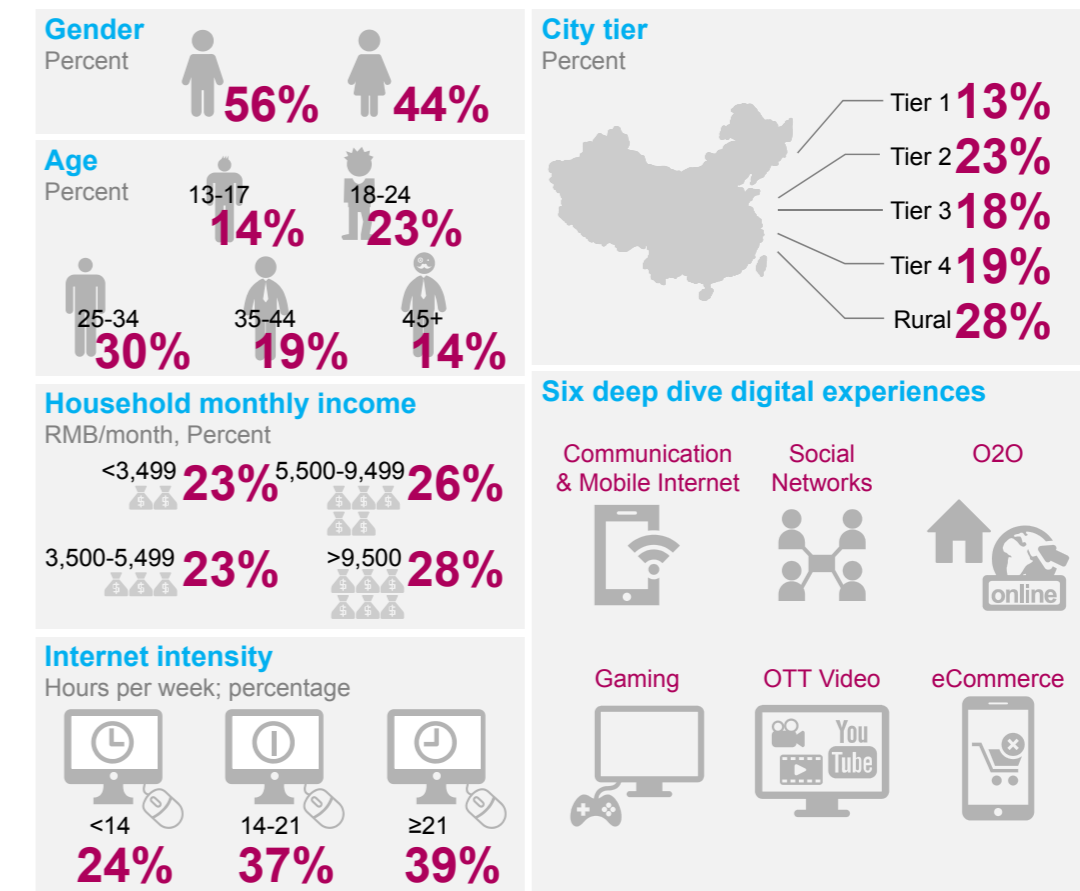 Gender
Percent
56%
44%
Age
Percent
13-17
14%
18-24
23%
25-34
30%
35-44
19%
45+
14%
Household monthly income
RMB/month, Percent
<3,499 23%
5,500-9,499 26%
3,500-5,499 23%
>9,500 28%
Internet intensity
Hours per week; percentage
<14
24%
14-21
37%
≥21
39%
City tier
Percent
Tier 1 13%
Tier 2 23%
Tier 3 18%
Tier 4 19%
Rural 28%
Six deep dive digital experiences
Communication
& Mobile Internet
Social
Networks
O2O
online
Gaming
OTT Video
You
Tube
eCommerce